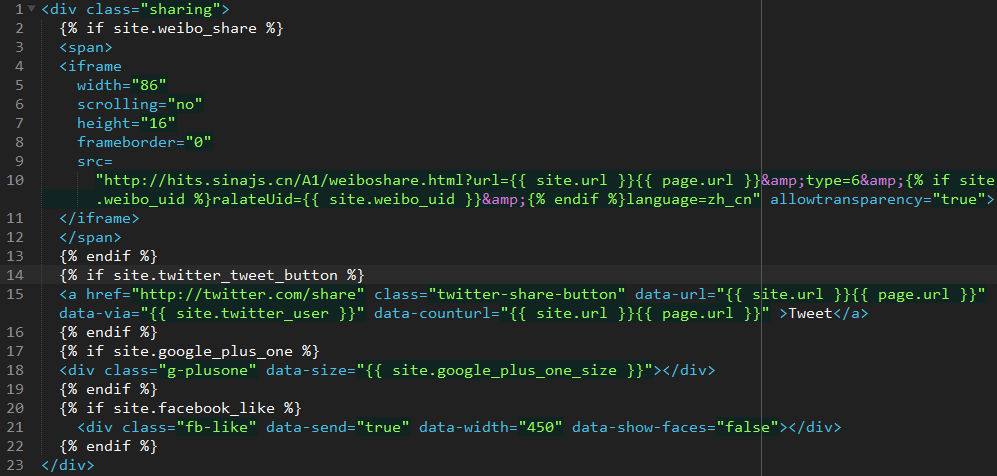 1 <div class="sharing">
2 {% if site.weibo_share %}
3 <span>
4 <iframe
5 width="86"
6 scrolling="no"
7 height="16"
8 frameborder="0"
9 src=
10 "http://hits.sinajs.cn/A1/weiboshare.html?url={{ site.url }}{{ page.url }}&amp;type=6&amp;{% if site
.weibo_uid %}ralateUid={{ site.weibo_uid }}&amp;{% endif %}language=zh_cn" allowtransparency="true">
11 </iframe>
12 </span>
13 {% endif %}
14 {% if site.twitter_tweet_button %}
15 <a href="http://twitter.com/share" class="twitter-share-button" data-url="{{ site.url }}{{ page.url }}"
data-via="{{ site.twitter_user }}" data-counturl="{{ site.url }}{{ page.url }}" >Tweet</a>
16 {% endif %}
17 {% if site.google_plus_one %}
18 <div class="g-plusone" data-size="{{ site.google_plus_one_size }}"></div>
19 {% endif %}
20 {% if site.facebook_like %}
21 <div class="fb-like" data-send="true" data-width="450" data-show-faces="false"></div>
22 {% endif %}
23 </div>